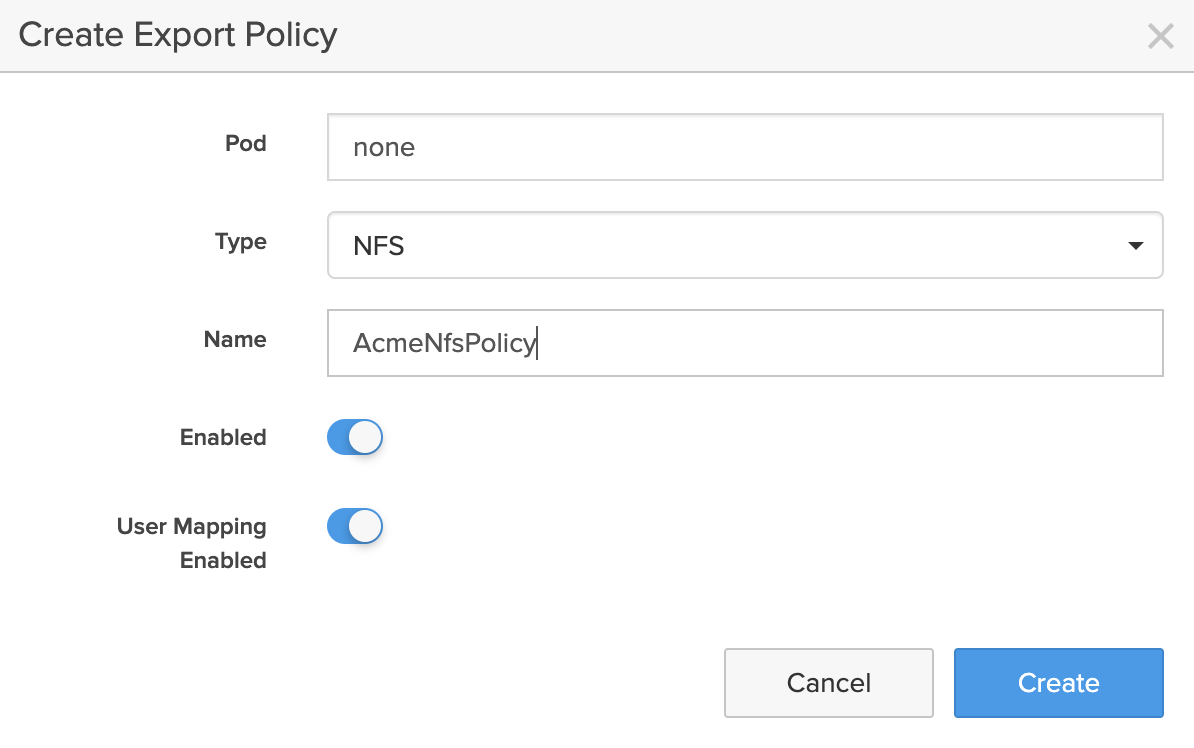 Create Export Policy
Pod
none
Type
NFS
Name
AcmeNfsPolicy
Enabled
User Mapping
Enabled
Cancel
Create